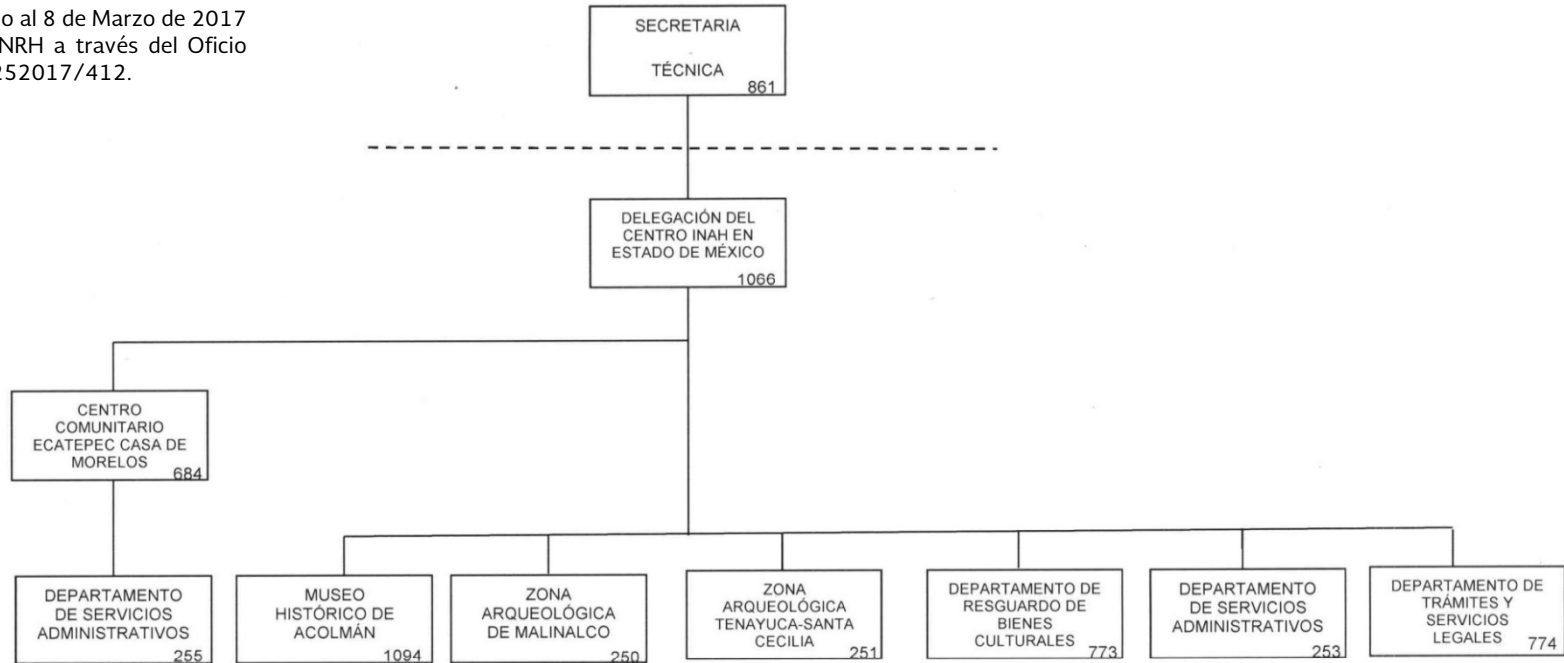 o al 8 de Marzo de 2017
NRH a través del Oficio
252017/412.
SECRETARIA
TÉCNICA
861
DELEGACIÓN DEL
CENTRO INAH EN
ESTADO DE MÉXICO
1066
CENTRO
COMUNITARIO
ECATEPEC CASA DE
MORELOS
684
DEPARTAMENTO
DE SERVICIOS
ADMINISTRATIVOS
255
MUSEO
HISTÓRICO DE
ACOLMÁN
1094
ZONA
ARQUEOLÓGICA
DE MALINALCO
250
ZONA
ARQUEOLÓGICA
TENAYUCA-SANTA
CECILIA
251
DEPARTAMENTO DE
RESGUARDO DE
BIENES
CULTURALES
773
DEPARTAMENTO
DE SERVICIOS
ADMINISTRATIVOS
253
DEPARTAMENTO DE
TRÁMITES Y
SERVICIOS
LEGALES
774